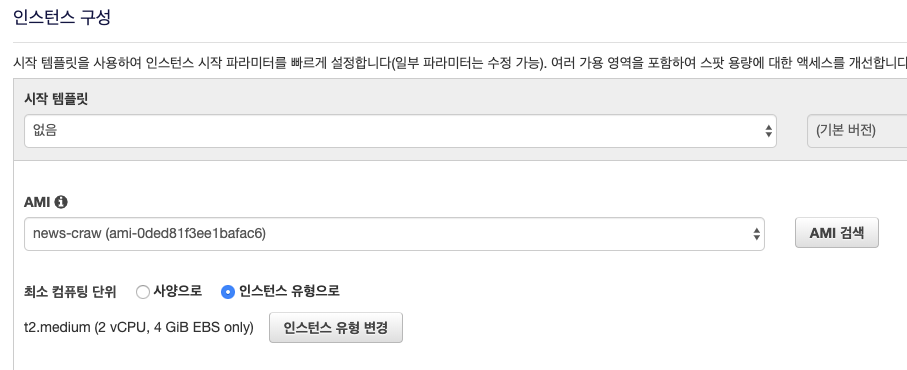 인스턴스 구성
시작 템플릿을 사용하여 인스턴스 시작 파라미터를 빠르게 설정합니다(일부 파라미터는 수정 가능). 여러 가용 영역을 포함하여 스팟 용량에 대한 액세스를 개선합니다
시작 템플릿
없음 (기본 버전)
AMI
news-craw (ami-0ded81f3ee1bafac6) AMI 검색
최소 컴퓨팅 단위 사양으로 인스턴스 유형으로
t2.medium (2 vCPU, 4 GiB EBS only) 인스턴스 유형 변경